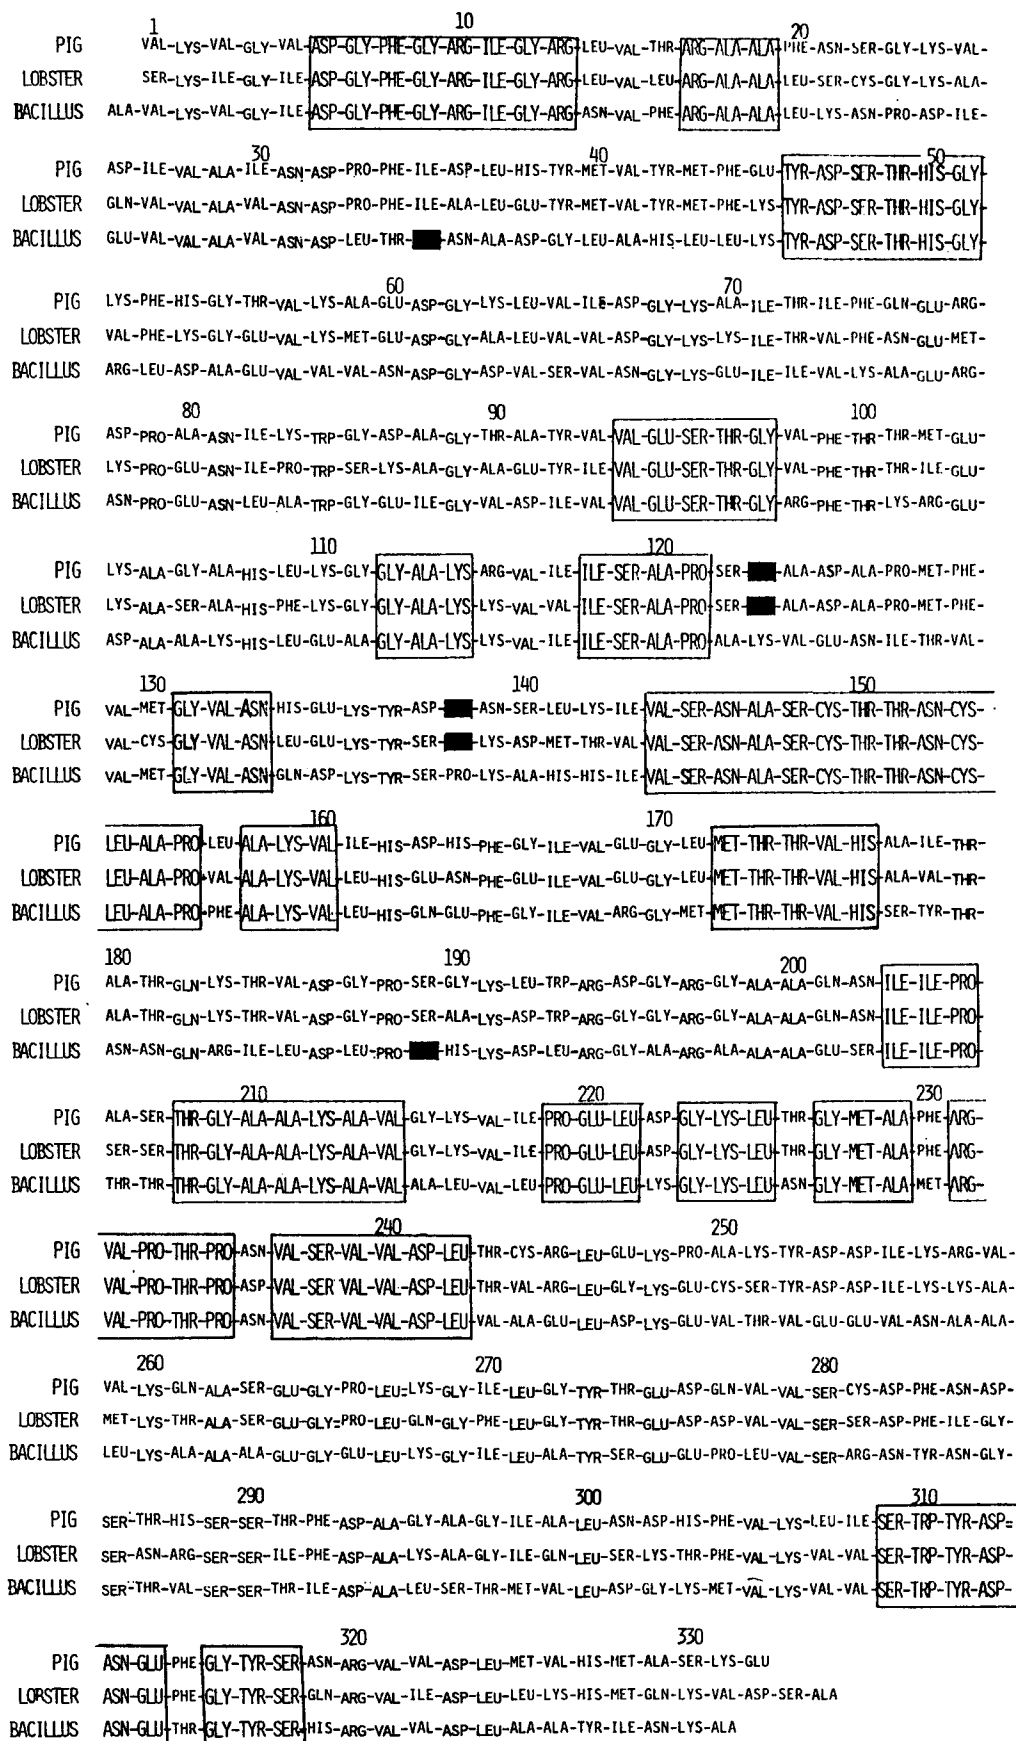 1 10 20
PIG VAL-LYS-VAL-GLY-VAL-ASP-GLY-PHE-GLY-ARG-ILE-GLY-ARG-LEU-VAL-THR-ARG-ALA-ALA-PHE-ASN-SER-GLY-LYS-VAL-
LOBSTER SER-LYS-ILE-GLY-ILE-ASP-GLY-PHE-GLY-ARG-ILE-GLY-ARG-LEU-VAL-LEU-ARG-ALA-ALA-LEU-SER-CYS-GLY-LYS-ALA-
BACILLUS ALA-VAL-LYS-VAL-GLY-ILE-ASP-GLY-PHE-GLY-ARG-ILE-GLY-ARG-ASN-VAL-PHE-ARG-ALA-ALA-LEU-LYS-ASN-PRO-ASP-ILE-
30 40 50
PIG ASP-ILE-VAL-ALA-ILE-ASN-ASP-PRO-PHE-ILE-ASP-LEU-HIS-TYR-MET-VAL-TYR-MET-PHE-GLU-TYR-ASP-SER-THR-HIS-GLY-
LOBSTER GLN-VAL-VAL-ALA-VAL-ASN-ASP-PRO-PHE-ILE-ALA-LEU-GLU-TYR-MET-VAL-TYR-MET-PHE-LYS-TYR-ASP-SER-THR-HIS-GLY-
BACILLUS GLU-VAL-VAL-ALA-VAL-ASN-ASP-LEU-THR- -ASN-ALA-ASP-GLY-LEU-ALA-HIS-LEU-LEU-LYS-TYR-ASP-SER-THR-HIS-GLY-
60 70
PIG LYS-PHE-HIS-GLY-THR-VAL-LYS-ALA-GLU-ASP-GLY-LYS-LEU-VAL-ILE-ASP-GLY-LYS-ALA-ILE-THR-ILE-PHE-GLN-GLU-ARG-
LOBSTER VAL-PHE-LYS-GLY-GLU-VAL-LYS-MET-GLU-ASP-GLY-ALA-LEU-VAL-VAL-ASP-GLY-LYS-LYS-ILE-THR-VAL-PHE-ASN-GLU-MET-
BACILLUS ARG-LEU-ASP-ALA-GLU-VAL-VAL-VAL-ASN-ASP-GLY-ASP-VAL-SER-VAL-ASN-GLY-LYS-GLU-ILE-ILE-VAL-LYS-ALA-GLU-ARG-
80 90 100
PIG ASP-PRO-ALA-ASN-ILE-LYS-TRP-GLY-ASP-ALA-GLY-THR-ALA-TYR-VAL-VAL-GLU-SER-THR-GLY-VAL-PHE-THR-THR-MET-GLU-
LOBSTER LYS-PRO-GLU-ASN-ILE-PRO-TRP-SER-LYS-ALA-GLY-ALA-GLU-TYR-ILE-VAL-GLU-SER-THR-GLY-VAL-PHE-THR-THR-ILE-GLU-
BACILLUS ASN-PRO-GLU-ASN-LEU-ALA-TRP-GLY-GLU-ILE-GLY-VAL-ASP-ILE-VAL-VAL-GLU-SER-THR-GLY-ARG-PHE-THR-LYS-ARG-GLU-
110 120
PIG LYS-ALA-GLY-ALA-HIS-LEU-LYS-GLY-GLY-ALA-LYS-ARG-VAL-ILE-ILE-SER-ALA-PRO-SER- -ALA-ASP-ALA-PRO-MET-PHE-
LOBSTER LYS-ALA-SER-ALA-HIS-PHE-LYS-GLY-GLY-ALA-LYS-LYS-VAL-VAL-ILE-SER-ALA-PRO-SER- -ALA-ASP-ALA-PRO-MET-PHE-
BACILLUS ASP-ALA-ALA-LYS-HIS-LEU-GLU-ALA-GLY-ALA-LYS-LYS-VAL-ILE-ILE-SER-ALA-PRO-ALA-LYS-VAL-GLU-ASN-ILE-THR-VAL-
130 140 150
PIG VAL-MET-GLY-VAL-ASN-HIS-GLU-LYS-TYR-ASP- -ASN-SER-LEU-LYS-ILE-VAL-SER-ASN-ALA-SER-CYS-THR-THR-ASN-CYS-
LOBSTER VAL-CYS-GLY-VAL-ASN-LEU-GLU-LYS-TYR-SER- -LYS-ASP-MET-THR-VAL-VAL-SER-ASN-ALA-SER-CYS-THR-THR-ASN-CYS-
BACILLUS VAL-MET-GLY-VAL-ASN-GLN-ASP-LYS-TYR-SER-PRO-LYS-ALA-HIS-HIS-ILE-VAL-SER-ASN-ALA-SER-CYS-THR-THR-ASN-CYS-
160 170
PIG LEU-ALA-PRO-LEU-ALA-LYS-VAL-ILE-HIS-ASP-HIS-PHE-GLY-ILE-VAL-GLU-GLY-LEU-MET-THR-THR-VAL-HIS-ALA-ILE-THR-
LOBSTER LEU-ALA-PRO-VAL-ALA-LYS-VAL-LEU-HIS-GLU-ASN-PHE-GLU-ILE-VAL-GLU-GLY-LEU-MET-THR-THR-VAL-HIS-ALA-VAL-THR-
BACILLUS LEU-ALA-PRO-PHE-ALA-LYS-VAL-LEU-HIS-GLN-GLU-PHE-GLY-ILE-VAL-ARG-GLY-MET-MET-THR-THR-VAL-HIS-SER-TYR-THR-
180 190 200
PIG ALA-THR-GLN-LYS-THR-VAL-ASP-GLY-PRO-SER-GLY-LYS-LEU-TRP-ARG-ASP-GLY-ARG-GLY-ALA-ALA-GLN-ASN-ILE-ILE-PRO-
LOBSTER ALA-THR-GLN-LYS-THR-VAL-ASP-GLY-PRO-SER-ALA-LYS-ASP-TRP-ARG-GLY-GLY-ARG-GLY-ALA-ALA-GLN-ASN-ILE-ILE-PRO-
BACILLUS ASN-ASN-GLN-ARG-ILE-LEU-ASP-LEU-PRO- -HIS-LYS-ASP-LEU-ARG-GLY-ALA-ARG-ALA-ALA-ALA-GLU-SER-ILE-ILE-PRO-
210 220 230
PIG ALA-SER-THR-GLY-ALA-ALA-LYS-ALA-VAL-GLY-LYS-VAL-ILE-PRO-GLU-LEU-ASP-GLY-LYS-LEU-THR-GLY-MET-ALA-PHE-ARG-
LOBSTER SER-SER-THR-GLY-ALA-ALA-LYS-ALA-VAL-GLY-LYS-VAL-ILE-PRO-GLU-LEU-ASP-GLY-LYS-LEU-THR-GLY-MET-ALA-PHE-ARG-
BACILLUS THR-THR-THR-GLY-ALA-ALA-LYS-ALA-VAL-ALA-LEU-VAL-LEU-PRO-GLU-LEU-LYS-GLY-LYS-LEU-ASN-GLY-MET-ALA-MET-ARG-
240 250
PIG VAL-PRO-THR-PRO-ASN-VAL-SER-VAL-VAL-ASP-LEU-THR-CYS-ARG-LEU-GLU-LYS-PRO-ALA-LYS-TYR-ASP-ASP-ILE-LYS-ARG-VAL-
LOBSTER VAL-PRO-THR-PRO-ASP-VAL-SER VAL-VAL-ASP-LEU-THR-VAL-ARG-LEU-GLY-LYS-GLU-CYS-SER-TYR-ASP-ASP-ILE-LYS-LYS-ALA-
BACILLUS VAL-PRO-THR-PRO-ASN-VAL-SER-VAL-VAL-ASP-LEU-VAL-ALA-GLU-LEU-ASP-LYS-GLU-VAL-THR-VAL-GLU-GLU-VAL-ASN-ALA-ALA-
260 270 280
PIG VAL-LYS-GLN-ALA-SER-GLU-GLY-PRO-LEU-LYS-GLY-ILE-LEU-GLY-TYR-THR-GLU-ASP-GLN-VAL-VAL-SER-CYS-ASP-PHE-ASN-ASP-
LOBSTER MET-LYS-THR-ALA-SER-GLU-GLY-PRO-LEU-GLN-GLY-PHE-LEU-GLY-TYR-THR-GLU-ASP-ASP-VAL-VAL-SER-SER-ASP-PHE-ILE-GLY-
BACILLUS LEU-LYS-ALA-ALA-ALA-GLU-GLY-GLU-LEU-LYS-GLY-ILE-LEU-ALA-TYR-SER-GLU-GLU-PRO-LEU-VAL-SER-ARG-ASN-TYR-ASN-GLY-
290 300 310
PIG SER-THR-HIS-SER-SER-THR-PHE-ASP-ALA-GLY-ALA-GLY-ILE-ALA-LEU-ASN-ASP-HIS-PHE-VAL-LYS-LEU-ILE-SER-TRP-TYR-ASP-
LOBSTER SER-ASN-ARG-SER-SER-ILE-PHE-ASP-ALA-LYS-ALA-GLY-ILE-GLN-LEU-SER-LYS-THR-PHE-VAL-LYS-VAL-VAL-SER-TRP-TYR-ASP-
BACILLUS SER-THR-VAL-SER-SER-THR-ILE-ASP-ALA-LEU-SER-THR-MET-VAL-LEU-ASP-GLY-LYS-MET-VAL-LYS-VAL-VAL-SER-TRP-TYR-ASP-
320 330
PIG ASN-GLU-PHE-GLY-TYR-SER-ASN-ARG-VAL-VAL-ASP-LEU-MET-VAL-HIS-MET-ALA-SER-LYS-GLU
LOBSTER ASN-GLU-PHE-GLY-TYR-SER-GLN-ARG-VAL-ILE-ASP-LEU-LEU-LYS-HIS-MET-GLN-LYS-VAL-ASP-SER-ALA
BACILLUS ASN-GLU-THR-GLY-TYR-SER-HIS-ARG-VAL-VAL-ASP-LEU-ALA-ALA-TYR-ILE-ASN-LYS-ALA